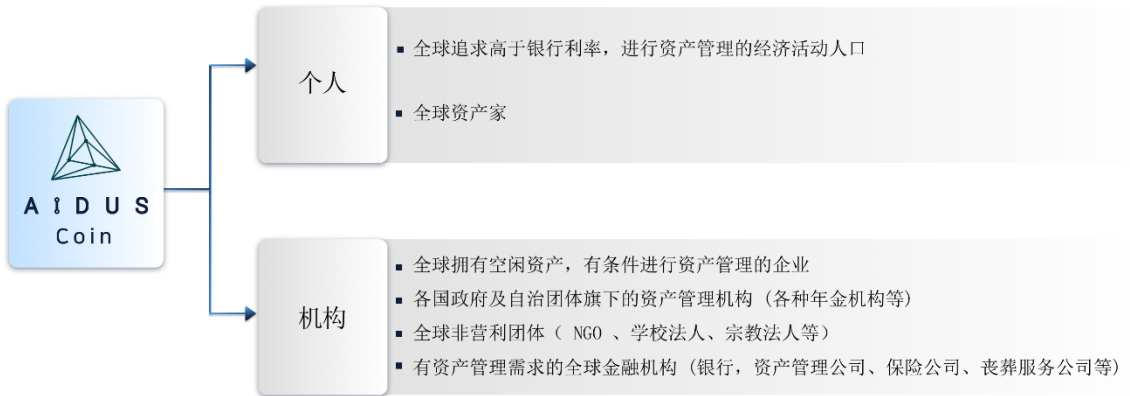 AIDUS
Coin
个人
全球追求高于银行利率，进行资产管理的经济活动人口
全球资产家
机构
全球拥有空闲资产，有条件进行资产管理的企业
各国政府及自治团体旗下的资产管理机构 (各种年金机构等)
全球非营利团体（ NGO 、学校法人、宗教法人等）
有资产管理需求的全球金融机构 (银行，资产管理公司、保险公司、丧葬服务公司等)